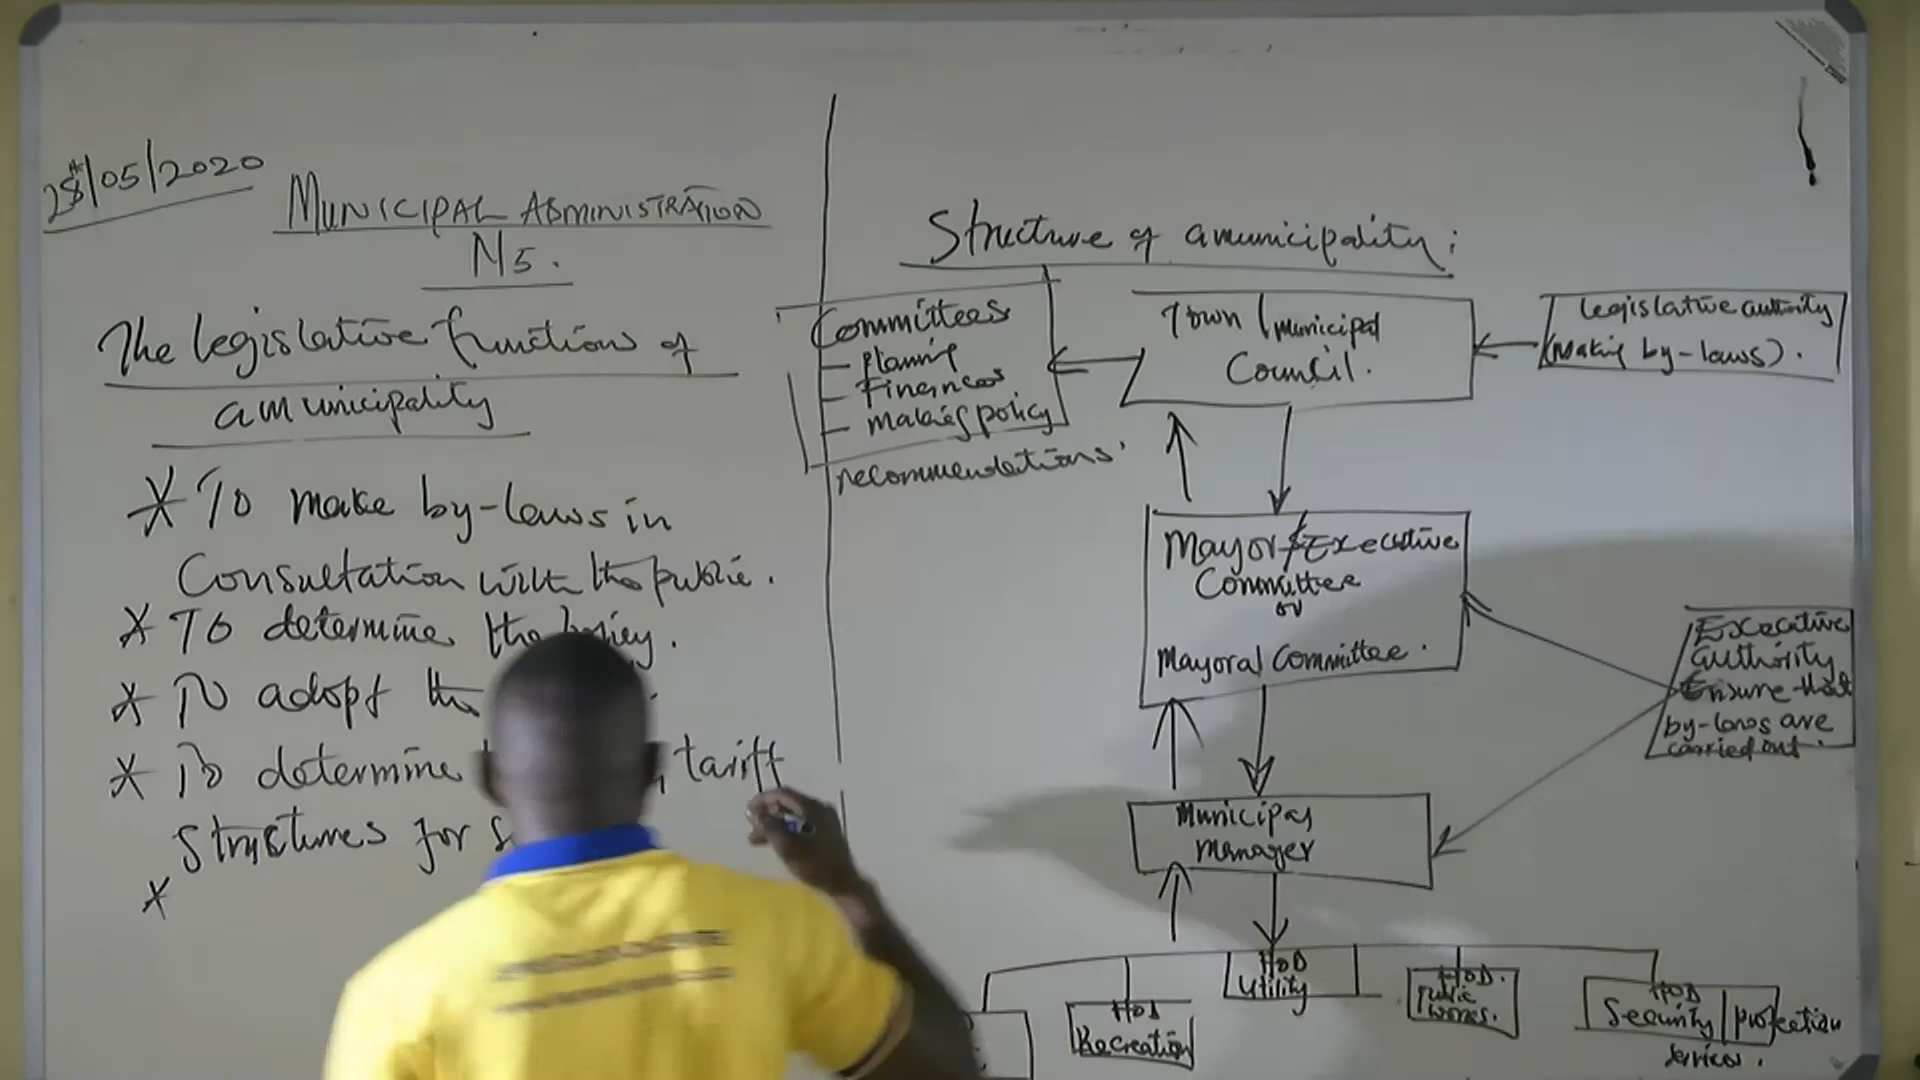 28th/05/2020
MUNICIPAL ADMINISTRATION
N5.
The legislative functions of
a municipality
* To make by-laws in
Consultation with the public.
* To determine the policy.
* To adopt the
* To determine tariff
Structures for
*
Structure of a municipality:
Committees
- planning
- Finances
- makes policy
recommendations.
Town / municipal
Council.
legislative authority
(making by-laws).
Mayor / Executive
Committee
or
Mayoral Committee.
Executive
authority
Ensure that
by-laws are
carried out.
Municipal
manager
HOD
Recreation
HOD
Utility
HOD.
Public
works.
HOD
Security / protection
services.